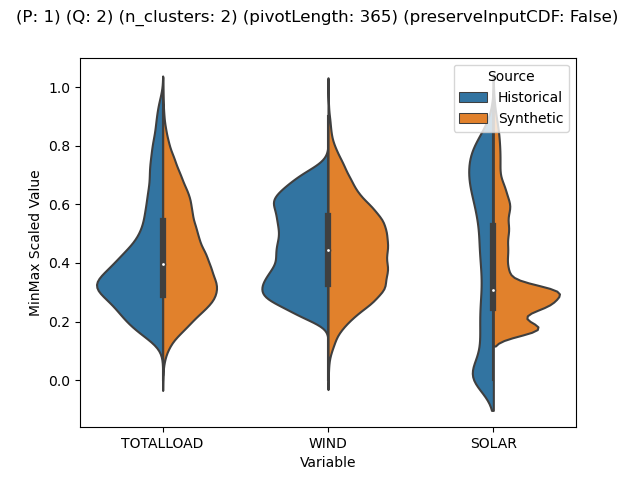 (P: 1) (Q: 2) (n_clusters: 2) (pivotLength: 365) (preserveInputCDF: False)
Source
Historical
Synthetic
1.0
0.8
0.6
0.4
0.2
0.0
MinMax Scaled Value
TOTALLOAD
WIND
SOLAR
Variable